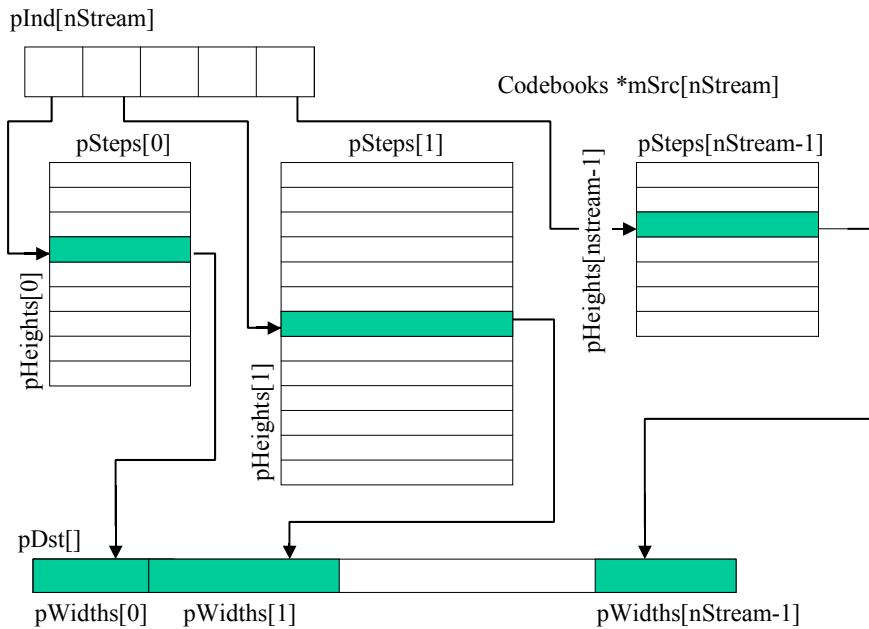 pInd[nStream]
Codebooks *mSrc[nStream]
pSteps[0]
pSteps[1]
pSteps[nStream-1]
pHeights[0]
pHeights[1]
pHeights[nstream-1]
pDst[]
pWidths[0]
pWidths[1]
pWidths[nStream-1]